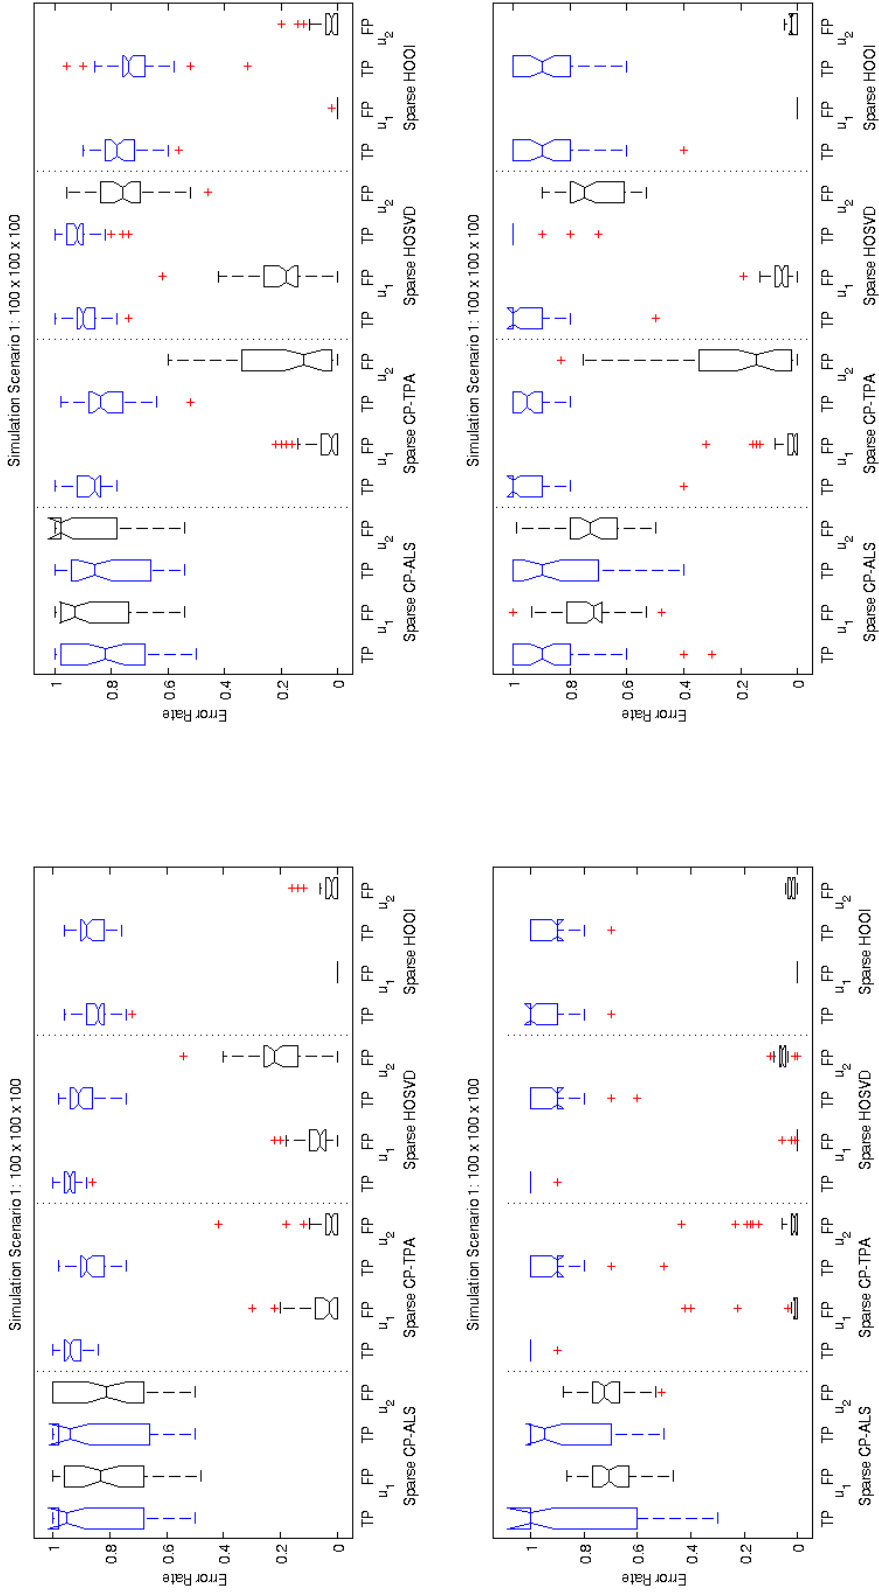 Simulation Scenario 1: 100 x 100 x 100
1
0.8
0.6
0.4
0.2
0
Error Rate
TP FP TP FP TP FP TP FP TP FP TP FP TP FP TP FP
u1 u2 u1 u2 u1 u2 u1 u2
Sparse CP-ALS Sparse CP-TPA Sparse HOSVD Sparse HOOI
Simulation Scenario 1: 100 x 100 x 100
1
0.8
0.6
0.4
0.2
0
Error Rate
TP FP TP FP TP FP TP FP TP FP TP FP TP FP TP FP
u1 u2 u1 u2 u1 u2 u1 u2
Sparse CP-ALS Sparse CP-TPA Sparse HOSVD Sparse HOOI
Simulation Scenario 1: 100 x 100 x 100
1
0.8
0.6
0.4
0.2
0
Error Rate
TP FP TP FP TP FP TP FP TP FP TP FP TP FP TP FP
u1 u2 u1 u2 u1 u2 u1 u2
Sparse CP-ALS Sparse CP-TPA Sparse HOSVD Sparse HOOI
Simulation Scenario 1: 100 x 100 x 100
1
0.8
0.6
0.4
0.2
0
Error Rate
TP FP TP FP TP FP TP FP TP FP TP FP TP FP TP FP
u1 u2 u1 u2 u1 u2 u1 u2
Sparse CP-ALS Sparse CP-TPA Sparse HOSVD Sparse HOOI